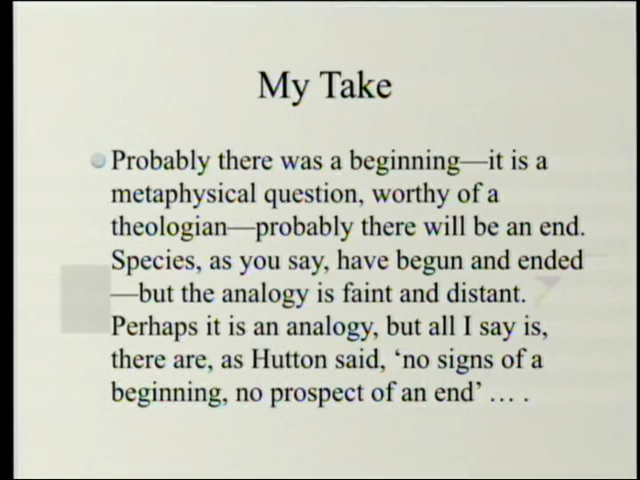 My Take
Probably there was a beginning—it is a
metaphysical question, worthy of a
theologian—probably there will be an end.
Species, as you say, have begun and ended
—but the analogy is faint and distant.
Perhaps it is an analogy, but all I say is,
there are, as Hutton said, ‘no signs of a
beginning, no prospect of an end’ … .